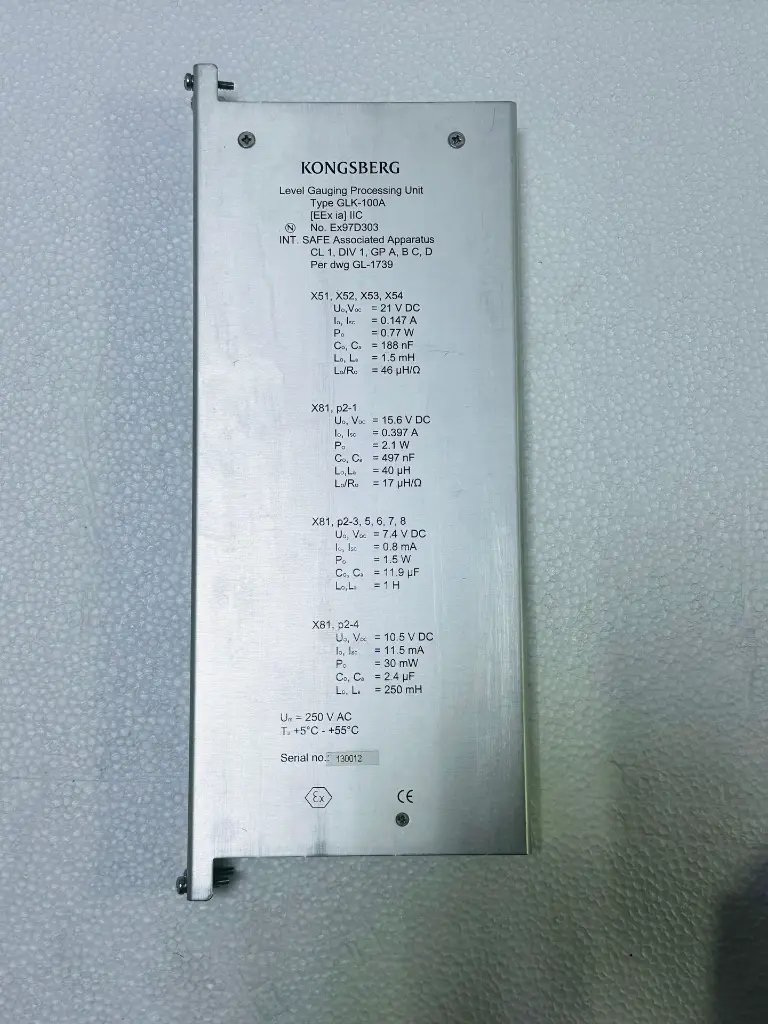 KONGSBERG
Level Gauging Processing Unit
Type GLK-100A
[EEx ia] IIC
N No. Ex97D303
INT. SAFE Associated Apparatus
CL 1, DIV 1, GP A, B C, D
Per dwg GL-1739
X51, X52, X53, X54
Uₒ,Vₒc = 21 V DC
Iₒ, Isc = 0.147 A
Pₒ = 0.77 W
Cₒ, Cₐ = 188 nF
Lₒ, Lₐ = 1.5 mH
Lₒ/Rₒ = 46 µH/Ω
X81, p2-1
Uₒ, Vₒc = 15.6 V DC
Iₒ, Isc = 0.397 A
Pₒ = 2.1 W
Cₒ, Cₐ = 497 nF
Lₒ,Lₐ = 40 µH
Lₒ/Rₒ = 17 µH/Ω
X81, p2-3, 5, 6, 7, 8
Uₒ, Vₒc = 7.4 V DC
Iₒ, Isc = 0.8 mA
Pₒ = 1.5 W
Cₒ, Cₐ = 11.9 µF
Lₒ,Lₐ = 1 H
X81, p2-4
Uₒ, Vₒc = 10.5 V DC
Iₒ, Isc = 11.5 mA
Pₒ = 30 mW
Cₒ, Cₐ = 2.4 µF
Lₒ, Lₐ = 250 mH
Uₘ = 250 V AC
Tₐ +5°C - +55°C
Serial no.: 130012
Ex CE